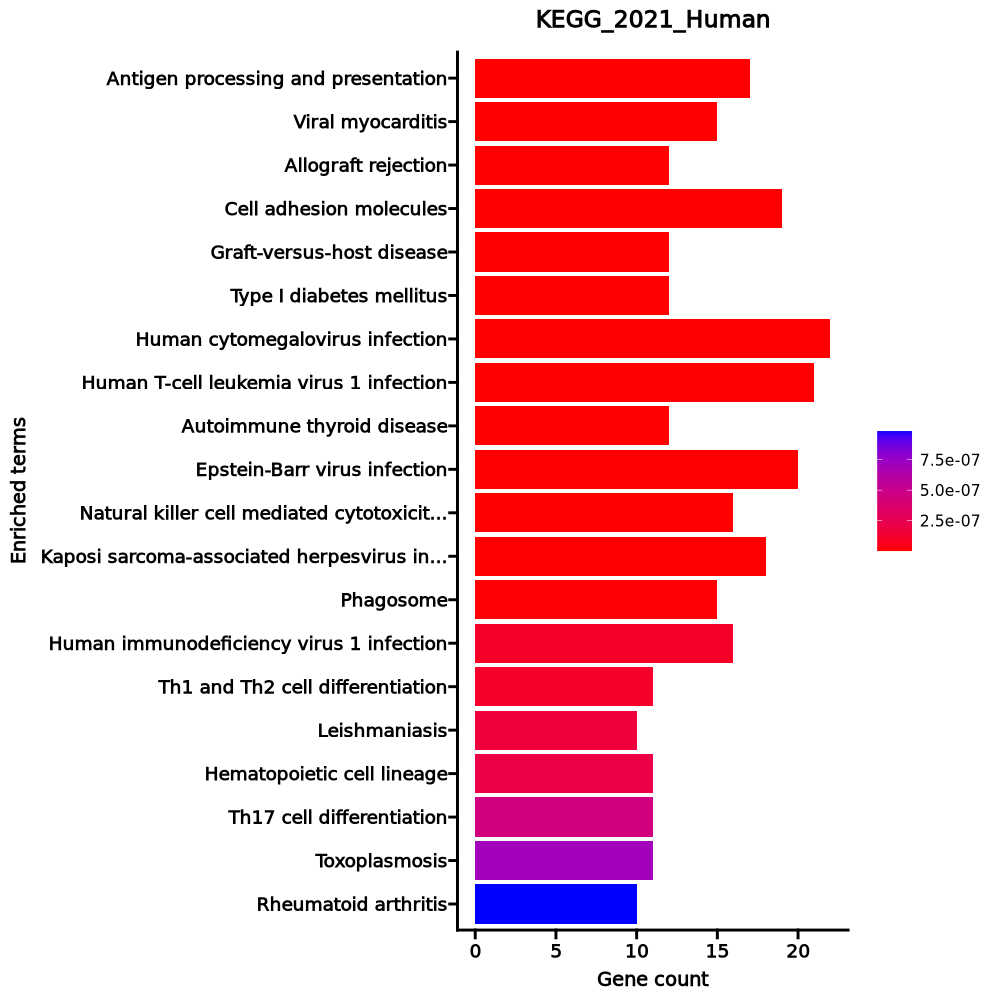 KEGG_2021_Human
Antigen processing and presentation
Viral myocarditis
Allograft rejection
Cell adhesion molecules
Graft-versus-host disease
Type I diabetes mellitus
Human cytomegalovirus infection
Human T-cell leukemia virus 1 infection
Autoimmune thyroid disease
Epstein-Barr virus infection
Natural killer cell mediated cytotoxicit...
Kaposi sarcoma-associated herpesvirus in...
Phagosome
Human immunodeficiency virus 1 infection
Th1 and Th2 cell differentiation
Leishmaniasis
Hematopoietic cell lineage
Th17 cell differentiation
Toxoplasmosis
Rheumatoid arthritis
Enriched terms
0 5 10 15 20
Gene count
7.5e-07
5.0e-07
2.5e-07